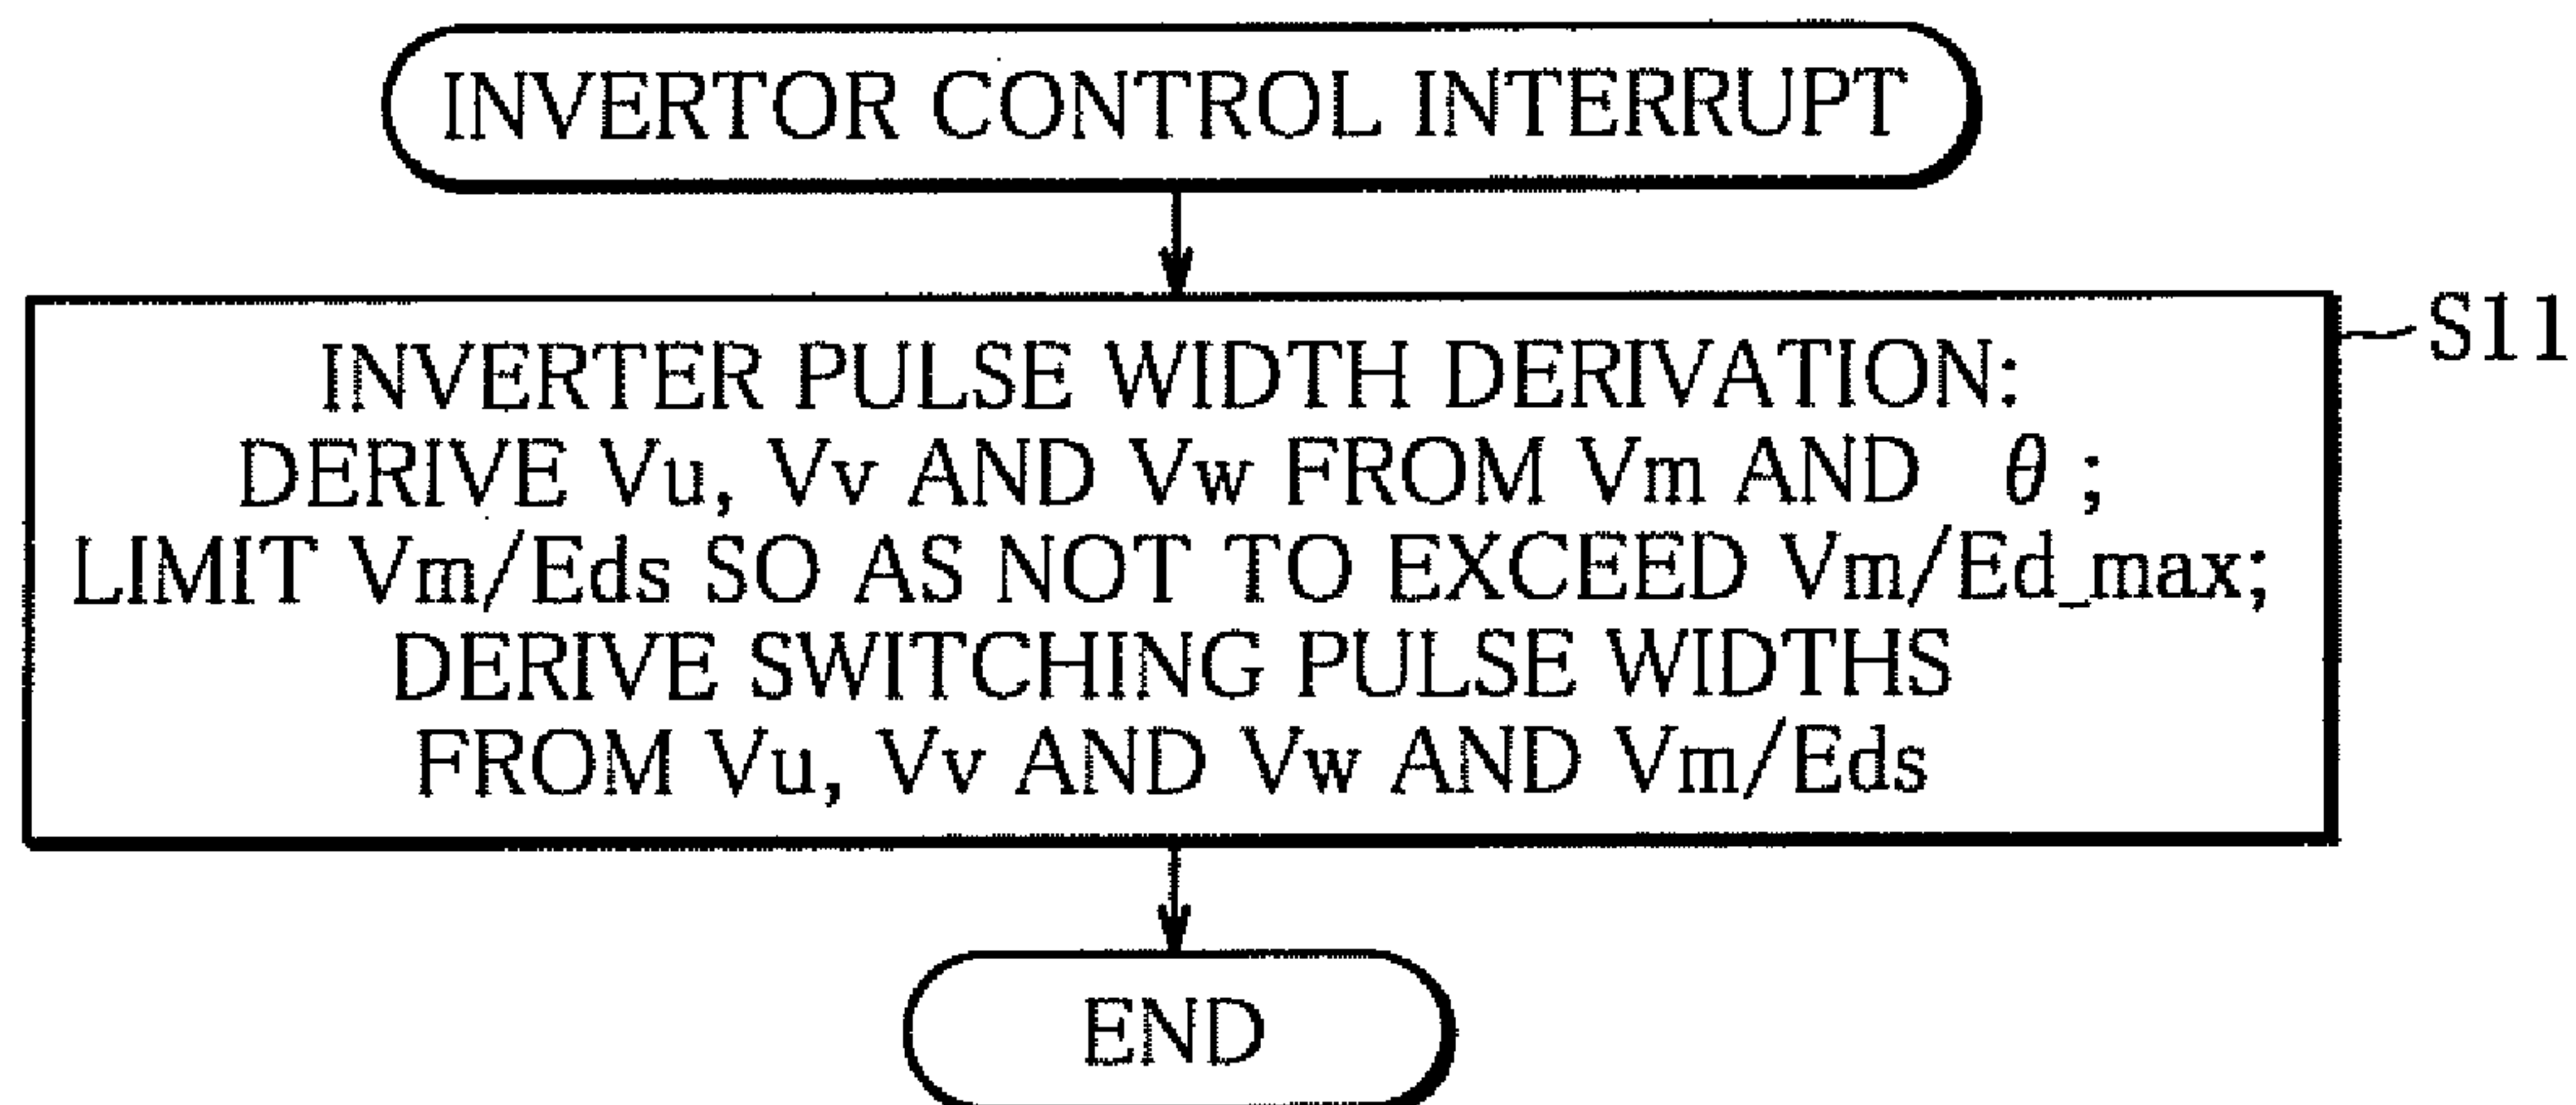 INVERTOR CONTROL INTERRUPT
S11
INVERTER PULSE WIDTH DERIVATION:
DERIVE Vu, Vv AND Vw FROM Vm AND θ ;
LIMIT Vm/Eds SO AS NOT TO EXCEED Vm/Ed_max;
DERIVE SWITCHING PULSE WIDTHS
FROM Vu, Vv AND Vw AND Vm/Eds
END